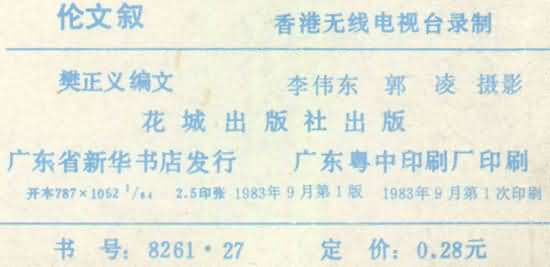 伦文叙 香港无线电视台录制
樊正义编文 李伟东 郭 凌 摄影
花城出版社出版
广东省新华书店发行 广东粤中印刷厂印刷
开本787×1092 1/64 2.5印张 1983年9月第1版 1983年9月第1次印刷
书 号：8261·27 定 价：0.28元